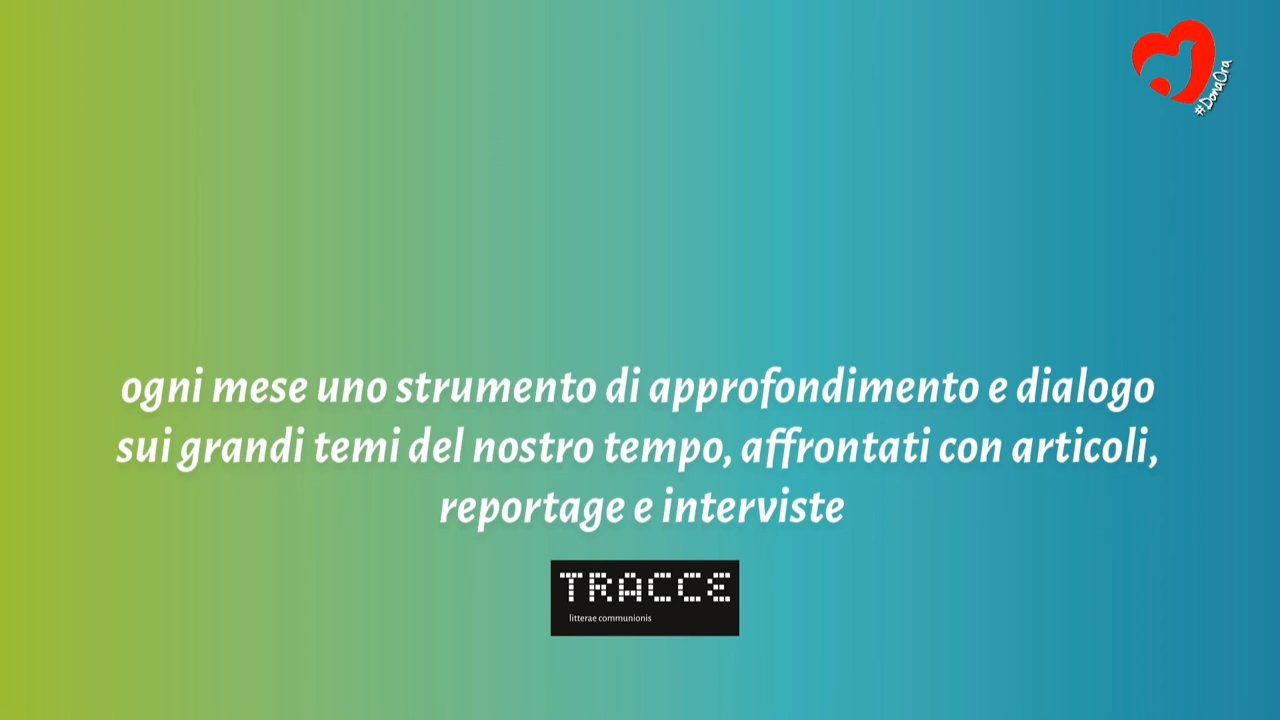 #DonaOra
ogni mese uno strumento di approfondimento e dialogo
sui grandi temi del nostro tempo, affrontati con articoli,
reportage e interviste
TRACCE
litterae communionis